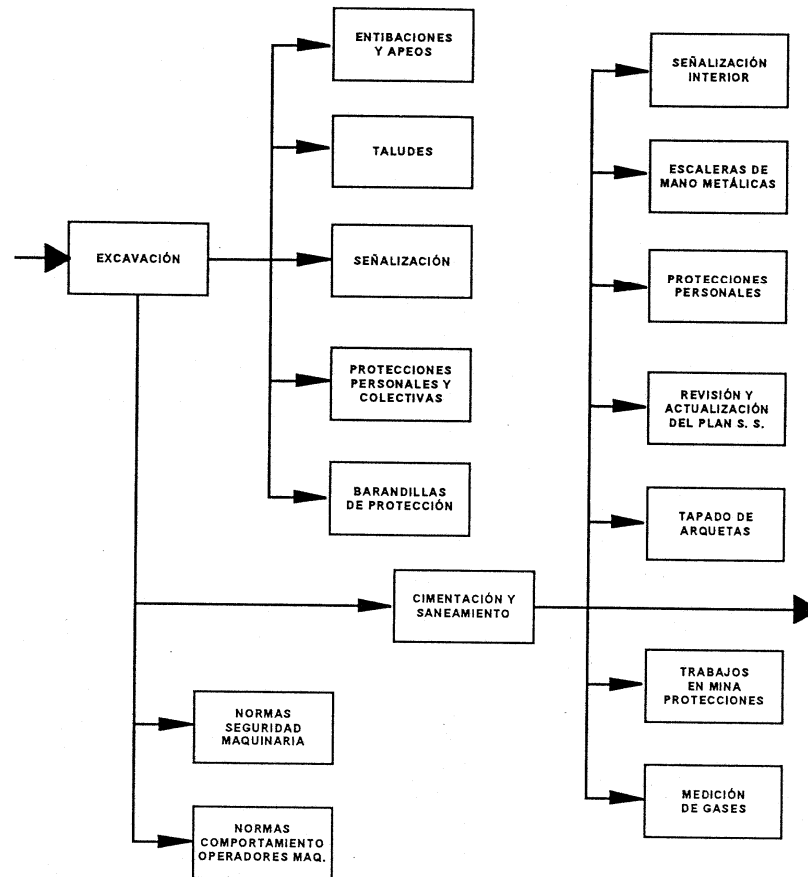 ENTIBACIONES
Y APEOS
TALUDES
EXCAVACIÓN
SEÑALIZACIÓN
PROTECCIONES
PERSONALES Y
COLECTIVAS
BARANDILLAS
DE PROTECCIÓN
CIMENTACIÓN Y
SANEAMIENTO
NORMAS
SEGURIDAD
MAQUINARIA
NORMAS
COMPORTAMIENTO
OPERADORES MAQ.
SEÑALIZACIÓN
INTERIOR
ESCALERAS DE
MANO METÁLICAS
PROTECCIONES
PERSONALES
REVISIÓN Y
ACTUALIZACIÓN
DEL PLAN S. S.
TAPADO DE
ARQUETAS
TRABAJOS
EN MINA
PROTECCIONES
MEDICIÓN
DE GASES